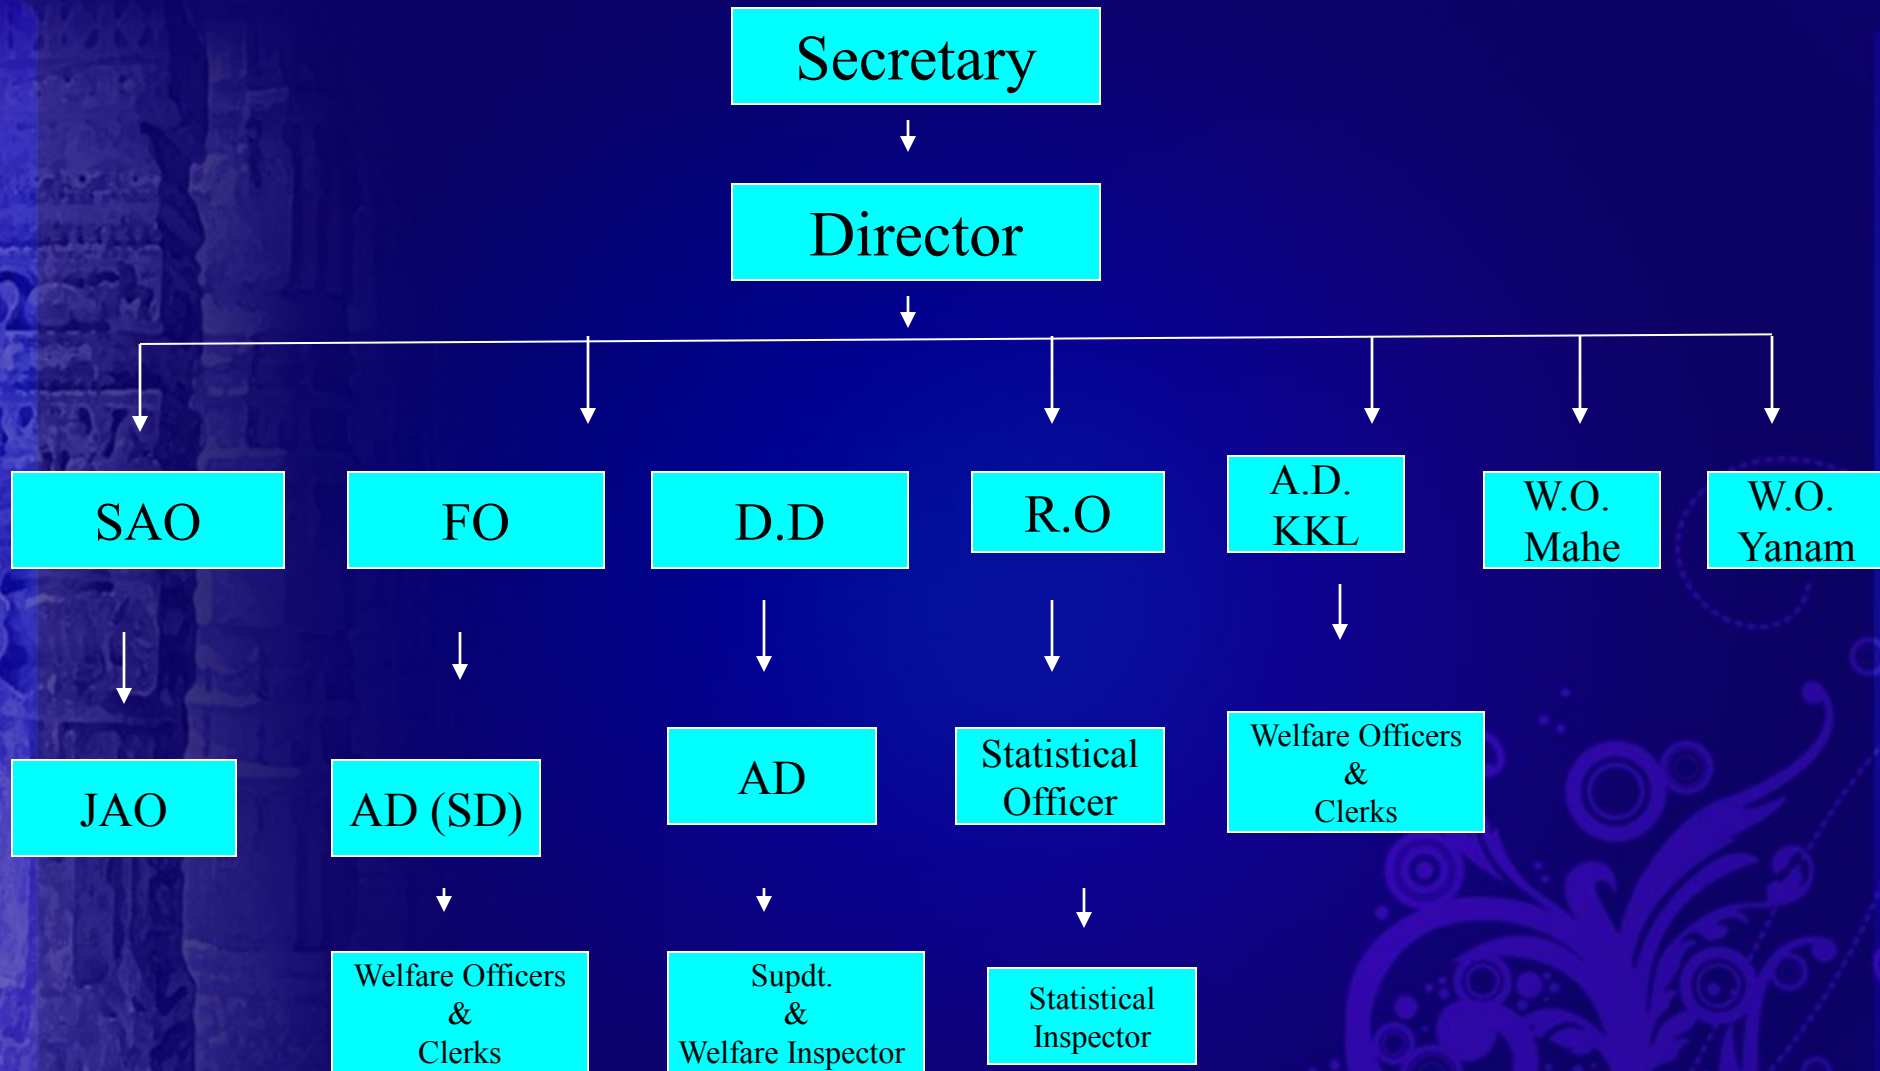 Secretary
Director
SAO
FO
D.D
R.O
A.D.
KKL
W.O.
Mahe
W.O.
Yanam
JAO
AD (SD)
AD
Statistical
Officer
Welfare Officers
&
Clerks
Welfare Officers
&
Clerks
Supdt.
&
Welfare Inspector
Statistical
Inspector